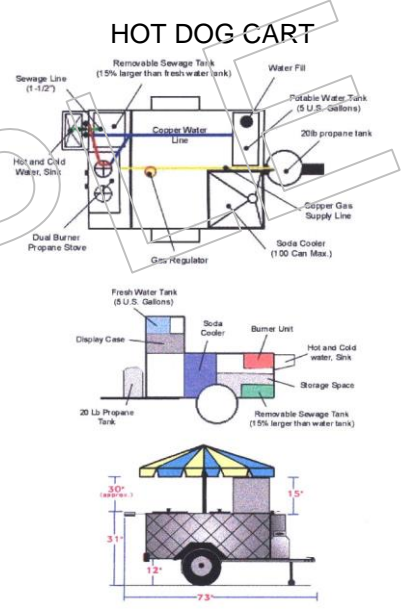 HOT DOG CART
Removable Sewage Tank
(15% larger than fresh water tank)
Water Fill
Sewage Line
(1-1/2")
Potable Water Tank
(5 U.S. Gallons)
Copper Water
Line
20lb propane tank
Hot and Cold
Water, Sink
Copper Gas
Supply Line
Dual Burner
Propane Stove
Gas Regulator
Soda Cooler
(100 Can Max.)
Fresh Water Tank
(5 U.S. Gallons)
Soda
Cooler
Burner Unit
Display Case
Hot and Cold
water, Sink
Storage Space
20 Lb Propane
Tank
Removable Sewage Tank
(15% larger than water tank)
30"
(approx.)
15"
31"
12"
73"